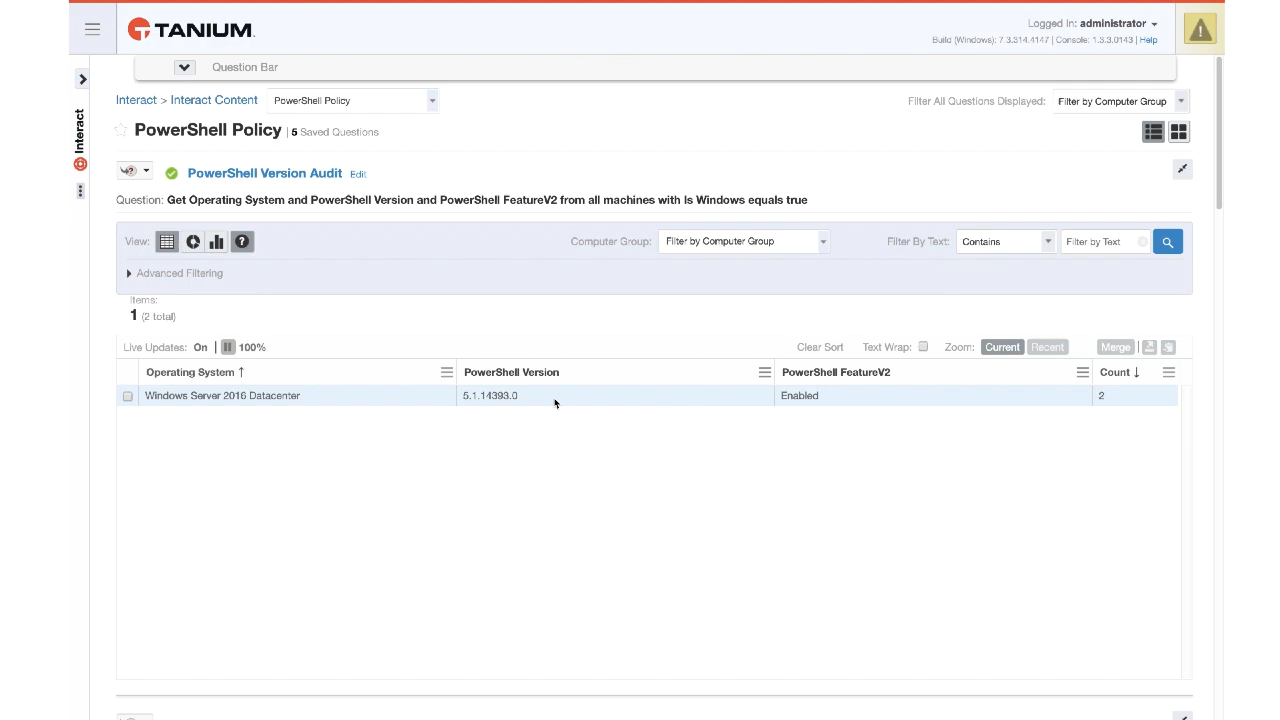 TANIUM
Logged In: administrator
Build (Windows): 7.3.314.4147 | Console: 1.3.3.0143 | Help
Question Bar
Interact > Interact Content PowerShell Policy
Filter All Questions Displayed: Filter by Computer Group
Interact
PowerShell Policy | 5 Saved Questions
PowerShell Version Audit Edit
Question: Get Operating System and PowerShell Version and PowerShell FeatureV2 from all machines with Is Windows equals true
View: Computer Group: Filter by Computer Group Filter By Text: Contains Filter by Text
Advanced Filtering
Items:
1 (2 total)
Live Updates: On | 100% Clear Sort Text Wrap: Zoom: Current Recent Merge
Operating System ↑ PowerShell Version PowerShell FeatureV2 Count ↓
Windows Server 2016 Datacenter 5.1.14393.0 Enabled 2